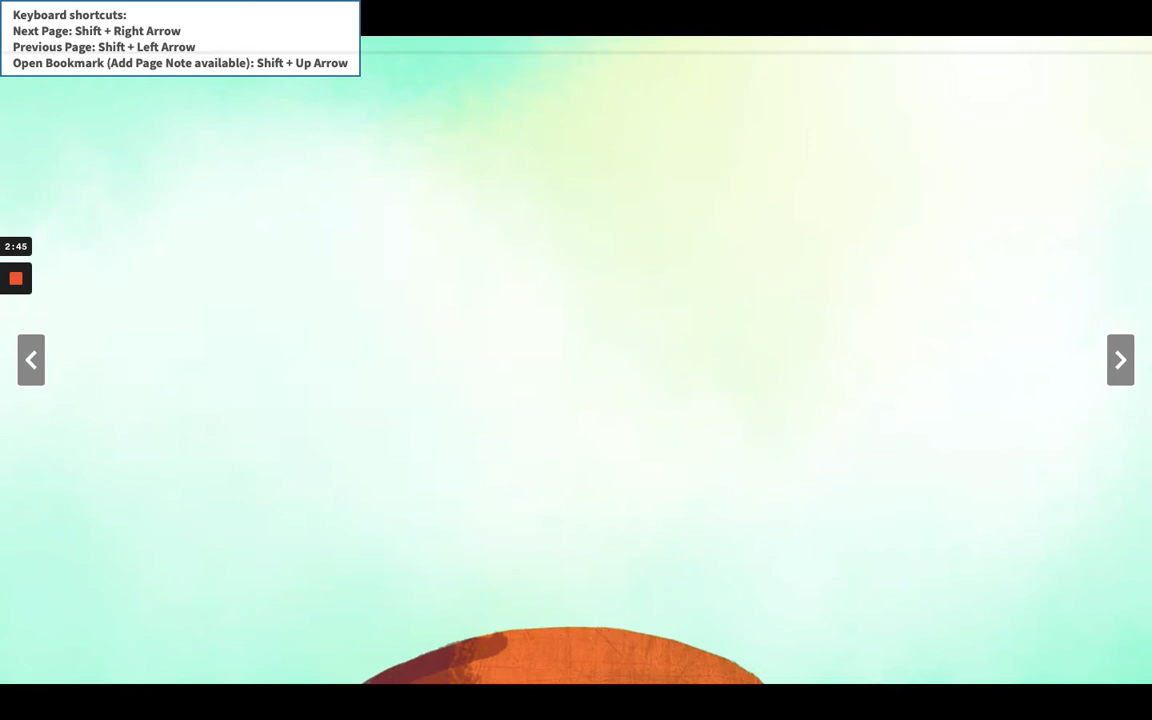 Keyboard shortcuts:
Next Page: Shift + Right Arrow
Previous Page: Shift + Left Arrow
Open Bookmark (Add Page Note available): Shift + Up Arrow
2:45